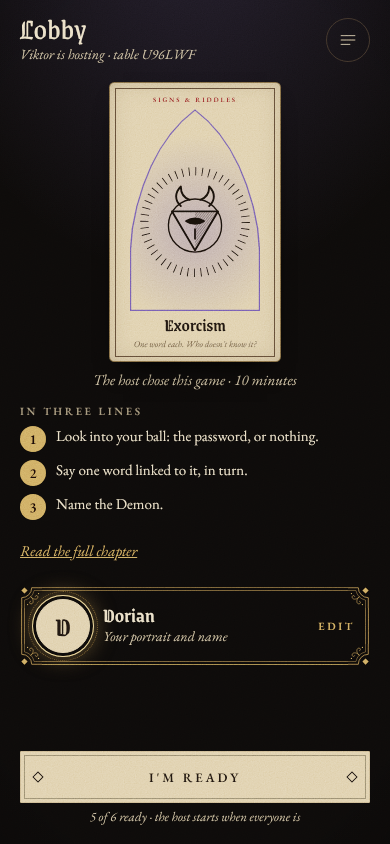 Lobby
Viktor is hosting · table U96LWF
SIGNS & RIDDLES
Exorcism
One word each. Who doesn't know it?
The host chose this game · 10 minutes
IN THREE LINES
1 Look into your ball: the password, or nothing.
2 Say one word linked to it, in turn.
3 Name the Demon.
Read the full chapter
D
Dorian
Your portrait and name
EDIT
I'M READY
5 of 6 ready · the host starts when everyone is